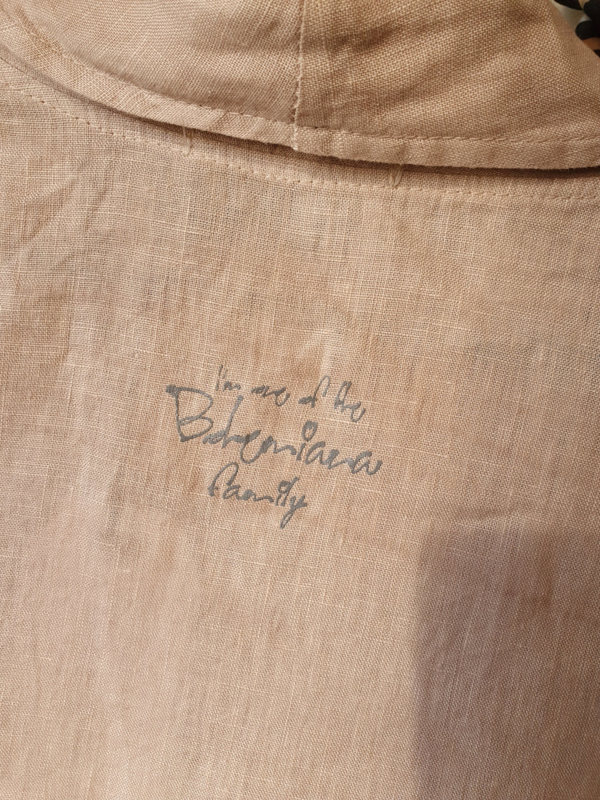 I'm one of the
Bohemiana
family